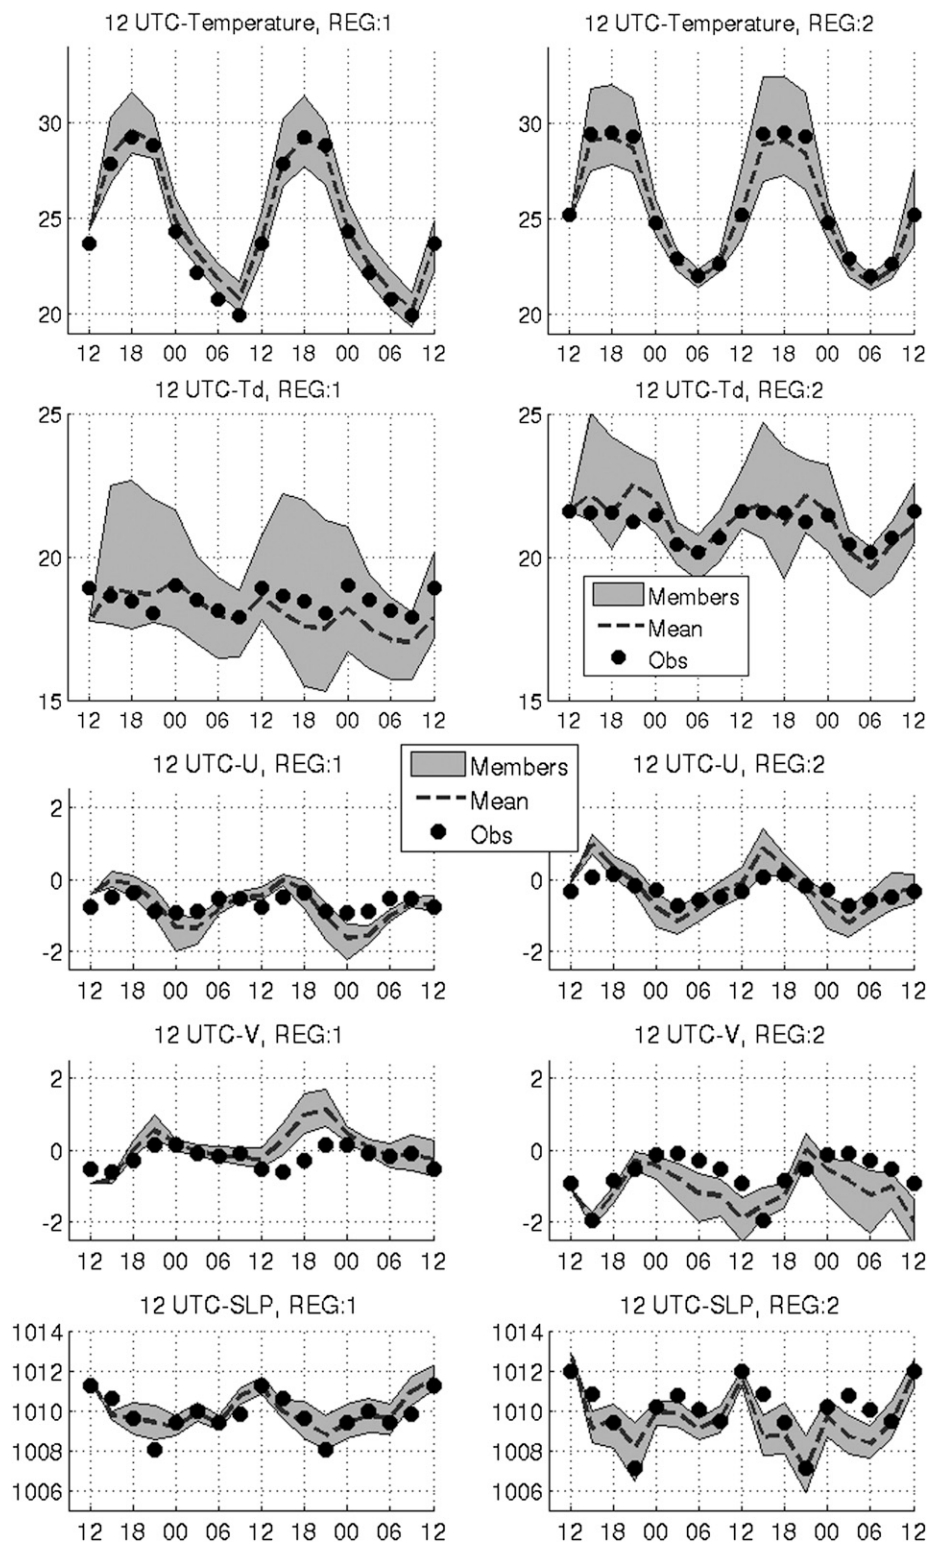 12 UTC-Temperature, REG:1
12 UTC-Temperature, REG:2
30
25
20
12 18 00 06 12 18 00 06 12
30
25
20
12 18 00 06 12 18 00 06 12
12 UTC-Td, REG:1
12 UTC-Td, REG:2
25
20
15
12 18 00 06 12 18 00 06 12
25
20
15
Members
Mean
Obs
12 18 00 06 12 18 00 06 12
12 UTC-U, REG:1
12 UTC-U, REG:2
Members
Mean
Obs
2
0
-2
12 18 00 06 12 18 00 06 12
2
0
-2
12 18 00 06 12 18 00 06 12
12 UTC-V, REG:1
12 UTC-V, REG:2
2
0
-2
12 18 00 06 12 18 00 06 12
2
0
-2
12 18 00 06 12 18 00 06 12
12 UTC-SLP, REG:1
12 UTC-SLP, REG:2
1014
1012
1010
1008
1006
12 18 00 06 12 18 00 06 12
1014
1012
1010
1008
1006
12 18 00 06 12 18 00 06 12